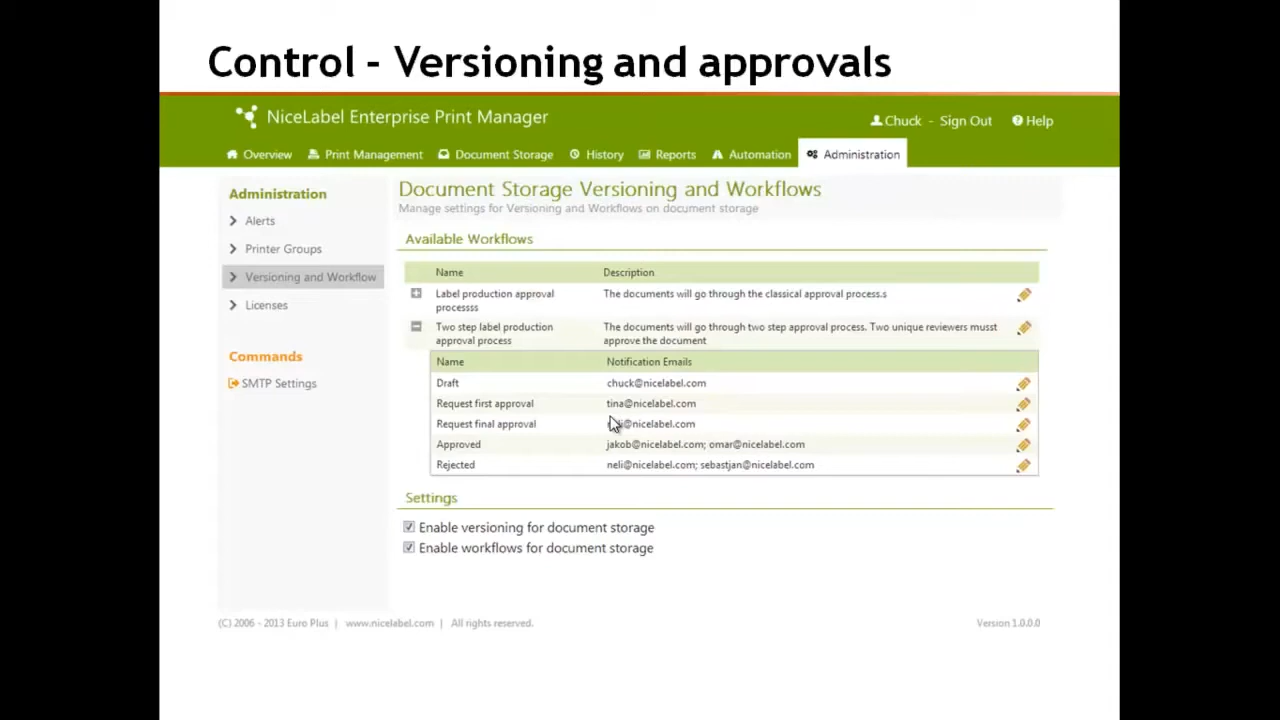 Control - Versioning and approvals
NiceLabel Enterprise Print Manager
Chuck - Sign Out Help
Overview Print Management Document Storage History Reports Automation Administration
Administration
Alerts
Printer Groups
Versioning and Workflow
Licenses
Commands
SMTP Settings
Document Storage Versioning and Workflows
Manage settings for Versioning and Workflows on document storage
Available Workflows
Name Description
Label production approval The documents will go through the classical approval process.s
processss
Two step label production The documents will go through two step approval process. Two unique reviewers musst
approval process approve the document
Name Notification Emails
Draft chuck@nicelabel.com
Request first approval tina@nicelabel.com
Request final approval
Approved jakob@nicelabel.com; omar@nicelabel.com
Rejected neli@nicelabel.com; sebastjan@nicelabel.com
Settings
Enable versioning for document storage
Enable workflows for document storage
(C) 2006 - 2013 Euro Plus | www.nicelabel.com | All rights reserved. Version 1.0.0.0